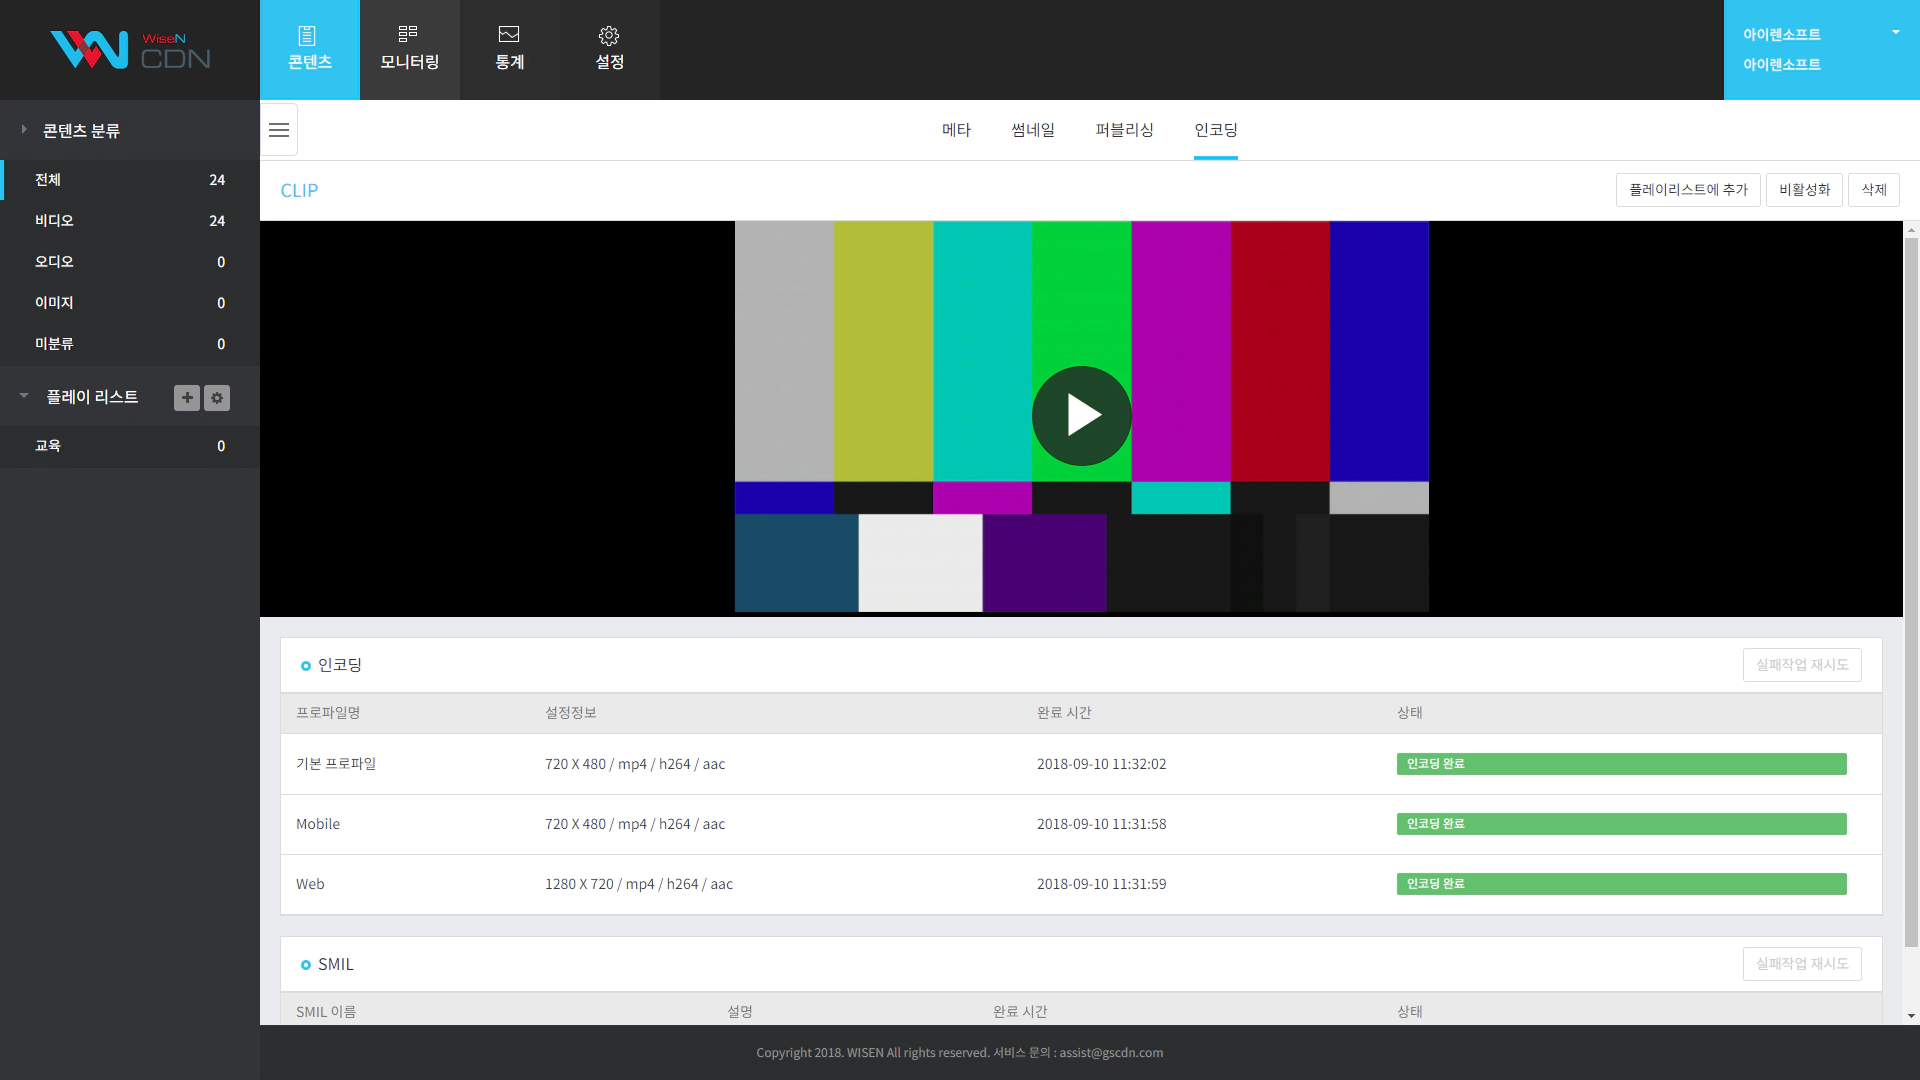 WiseN
CDN
콘텐츠
모니터링
통계
설정
아이렌소프트
아이렌소프트
콘텐츠 분류
전체 24
비디오 24
오디오 0
이미지 0
미분류 0
플레이 리스트
교육 0
메타 썸네일 퍼블리싱 인코딩
CLIP
플레이리스트에 추가 비활성화 삭제
인코딩
실패작업 재시도
프로파일명 설정정보 완료 시간 상태
기본 프로파일 720 X 480 / mp4 / h264 / aac 2018-09-10 11:32:02 인코딩 완료
Mobile 720 X 480 / mp4 / h264 / aac 2018-09-10 11:31:58 인코딩 완료
Web 1280 X 720 / mp4 / h264 / aac 2018-09-10 11:31:59 인코딩 완료
SMIL
실패작업 재시도
SMIL 이름 설명 완료 시간 상태
Copyright 2018. WISEN All rights reserved. 서비스 문의 : assist@gscdn.com